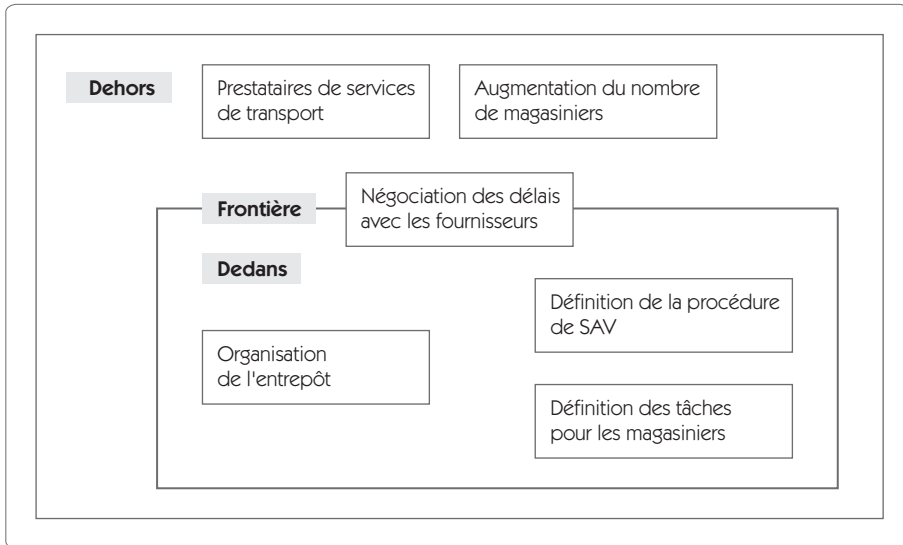 Dehors
Prestataires de services
de transport
Augmentation du nombre
de magasiniers
Frontière
Négociation des délais
avec les fournisseurs
Dedans
Définition de la procédure
de SAV
Organisation
de l'entrepôt
Définition des tâches
pour les magasiniers